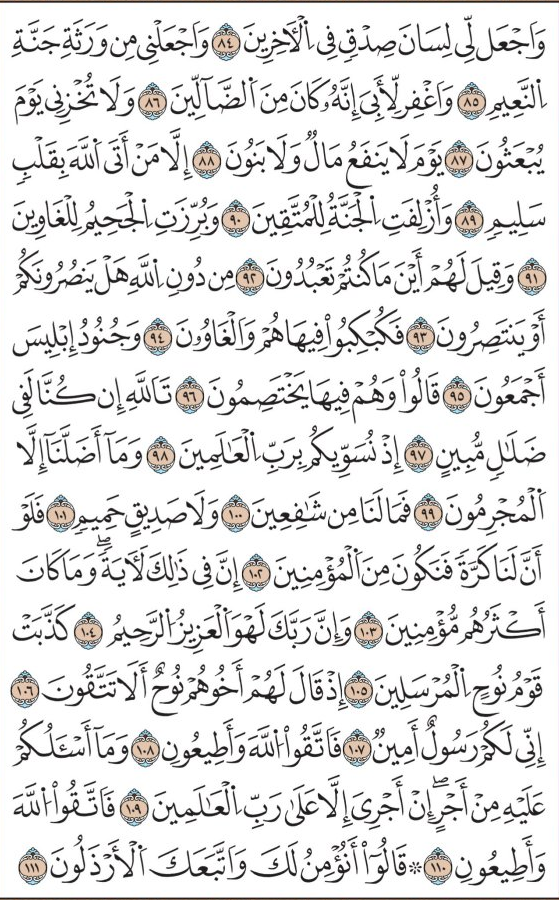 وَٱجۡعَل لِّي لِسَانَ صِدۡقٖ فِي ٱلۡأٓخِرِينَ ٨٤ وَٱجۡعَلۡنِي مِن وَرَثَةِ جَنَّةِ
ٱلنَّعِيمِ ٨٥ وَٱغۡفِرۡ لِأَبِيٓ إِنَّهُۥ كَانَ مِنَ ٱلضَّآلِّينَ ٨٦ وَلَا تُخۡزِنِي يَوۡمَ
يُبۡعَثُونَ ٨٧ يَوۡمَ لَا يَنفَعُ مَالٞ وَلَا بَنُونَ ٨٨ إِلَّا مَنۡ أَتَى ٱللَّهَ بِقَلۡبٖ
سَلِيمٖ ٨٩ وَأُزۡلِفَتِ ٱلۡجَنَّةُ لِلۡمُتَّقِينَ ٩٠ وَبُرِّزَتِ ٱلۡجَحِيمُ لِلۡغَاوِينَ
٩١ وَقِيلَ لَهُمۡ أَيۡنَ مَا كُنتُمۡ تَعۡبُدُونَ ٩٢ مِن دُونِ ٱللَّهِ هَلۡ يَنصُرُونَكُمۡ
أَوۡ يَنتَصِرُونَ ٩٣ فَكُبۡكِبُواْ فِيهَا هُمۡ وَٱلۡغَاوُۥنَ ٩٤ وَجُنُودُ إِبۡلِيسَ
أَجۡمَعُونَ ٩٥ قَالُواْ وَهُمۡ فِيهَا يَخۡتَصِمُونَ ٩٦ تَٱللَّهِ إِن كُنَّا لَفِي
ضَلَٰلٖ مُّبِينٍ ٩٧ إِذۡ نُسَوِّيكُم بِرَبِّ ٱلۡعَٰلَمِينَ ٩٨ وَمَآ أَضَلَّنَآ إِلَّا
ٱلۡمُجۡرِمُونَ ٩٩ فَمَا لَنَا مِن شَٰفِعِينَ ١٠٠ وَلَا صَدِيقٍ حَمِيمٖ ١٠١ فَلَوۡ
أَنَّ لَنَا كَرَّةٗ فَنَكُونَ مِنَ ٱلۡمُؤۡمِنِينَ ١٠٢ إِنَّ فِي ذَٰلِكَ لَأٓيَةٗۖ وَمَا كَانَ
أَكۡثَرُهُم مُّؤۡمِنِينَ ١٠٣ وَإِنَّ رَبَّكَ لَهُوَ ٱلۡعَزِيزُ ٱلرَّحِيمُ ١٠٤ كَذَّبَتۡ
قَوۡمُ نُوحٍ ٱلۡمُرۡسَلِينَ ١٠٥ إِذۡ قَالَ لَهُمۡ أَخُوهُمۡ نُوحٌ أَلَا تَتَّقُونَ ١٠٦
إِنِّي لَكُمۡ رَسُولٌ أَمِينٞ ١٠٧ فَٱتَّقُواْ ٱللَّهَ وَأَطِيعُونِ ١٠٨ وَمَآ أَسۡـَٔلُكُمۡ
عَلَيۡهِ مِنۡ أَجۡرٍۖ إِنۡ أَجۡرِيَ إِلَّا عَلَىٰ رَبِّ ٱلۡعَٰلَمِينَ ١٠٩ فَٱتَّقُواْ ٱللَّهَ
وَأَطِيعُونِ ١١٠ ۞ قَالُوٓاْ أَنُؤۡمِنُ لَكَ وَٱتَّبَعَكَ ٱلۡأَرۡذَلُونَ ١١١